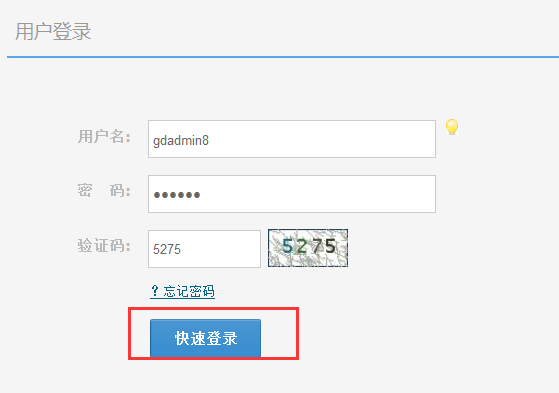 用户登录
用户名: gdadmin8
密 码: ●●●●●●
验证码: 5275 5275
? 忘记密码
快速登录